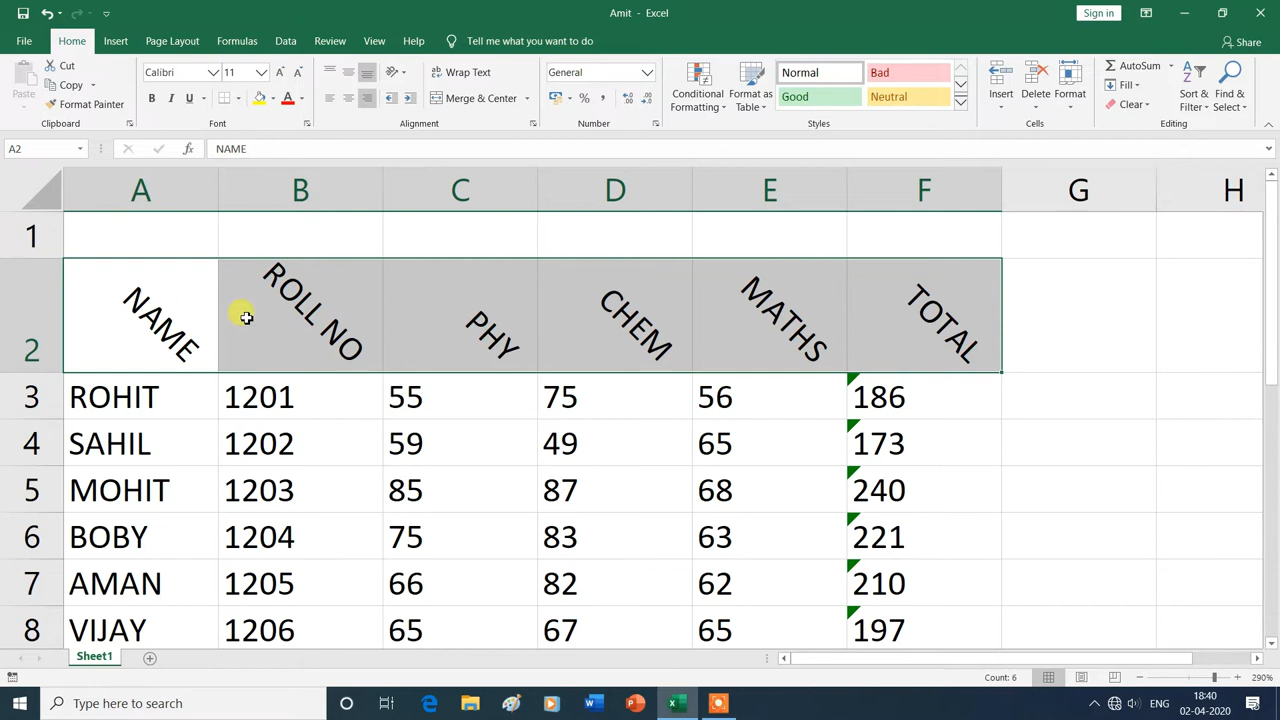 Amit - Excel
Sign in
File Home Insert Page Layout Formulas Data Review View Help Tell me what you want to do Share
Paste Cut Copy Format Painter
Calibri 11
B I U A
Wrap Text
Merge & Center
General
Conditional Formatting Format as Table
Normal Bad
Good Neutral
Insert Delete Format
AutoSum Fill Clear
Sort & Filter Find & Select
Clipboard Font Alignment Number Styles Cells Editing
A2 fx NAME
A B C D E F G H
1
2 NAME ROLL NO PHY CHEM MATHS TOTAL
3 ROHIT 1201 55 75 56 186
4 SAHIL 1202 59 49 65 173
5 MOHIT 1203 85 87 68 240
6 BOBY 1204 75 83 63 221
7 AMAN 1205 66 82 62 210
8 VIJAY 1206 65 67 65 197
Sheet1
Count: 6 290%
Type here to search ENG 18:40
02-04-2020